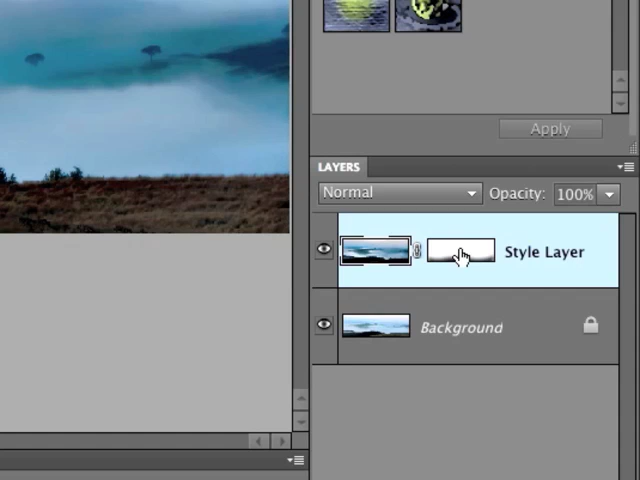 Apply
LAYERS
Normal Opacity: 100%
Style Layer
Background